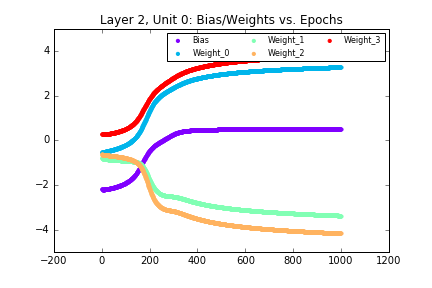 Layer 2, Unit 0: Bias/Weights vs. Epochs
Bias Weight_1 Weight_3
Weight_0 Weight_2
4
2
0
−2
−4
−200 0 200 400 600 800 1000 1200